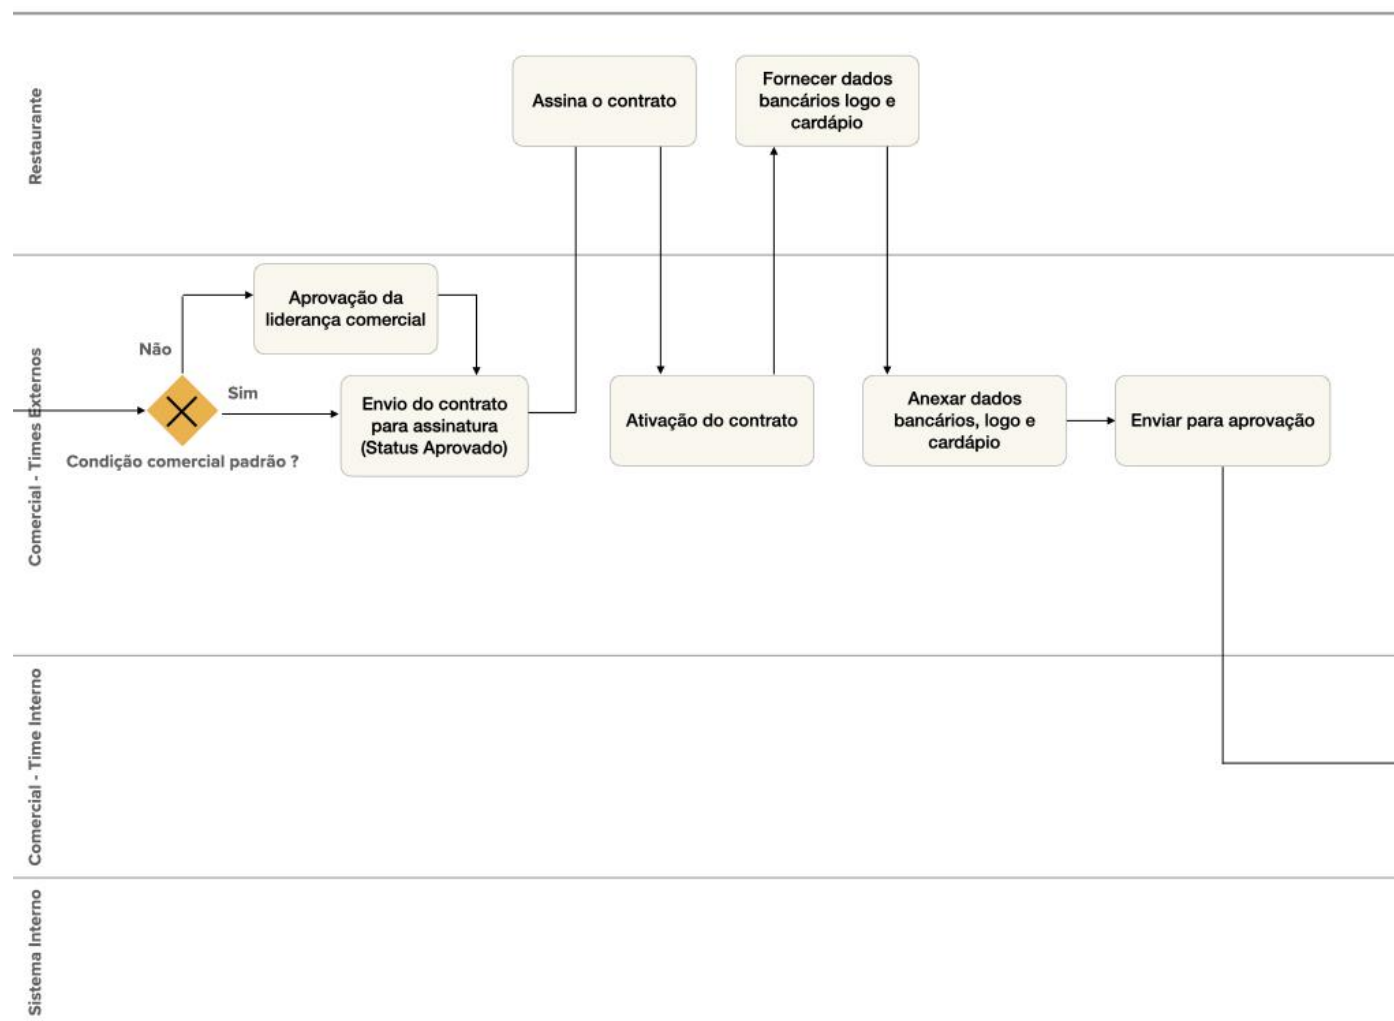 Restaurante
Assina o contrato
Fornecer dados
bancários logo e
cardápio
Comercial - Times Externos
Aprovação da
liderança comercial
Não
Sim
Condição comercial padrão ?
Envio do contrato
para assinatura
(Status Aprovado)
Ativação do contrato
Anexar dados
bancários, logo e
cardápio
Enviar para aprovação
Comercial - Time Interno
Sistema Interno